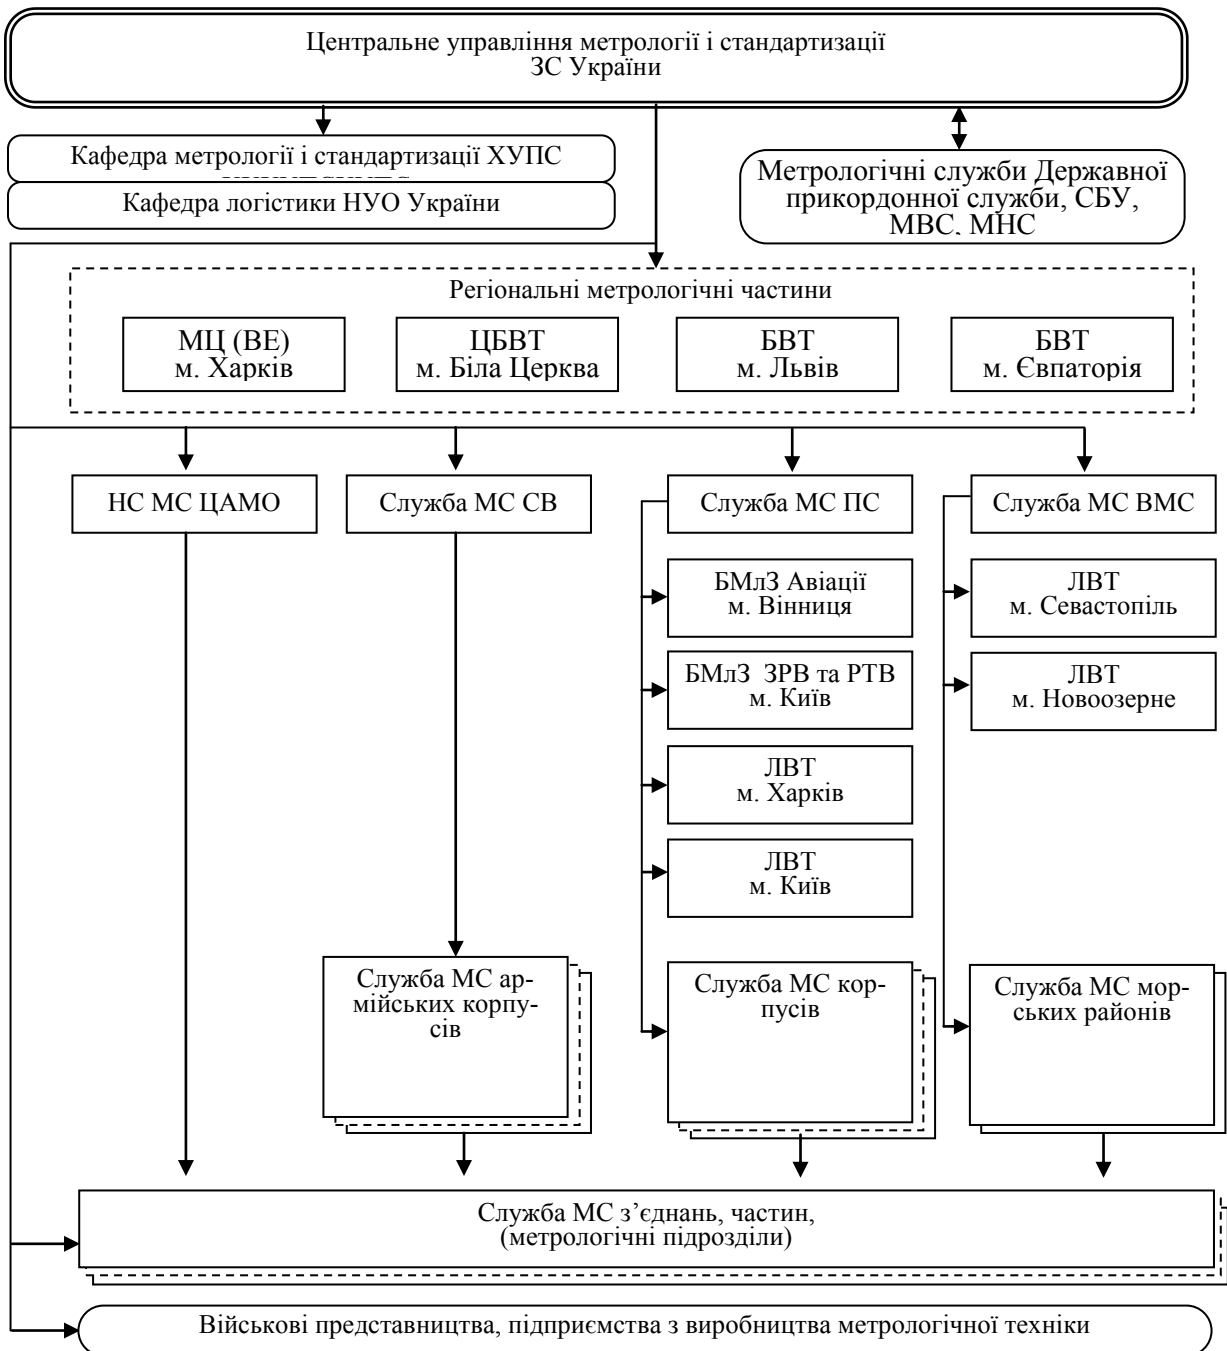 Центральне управління метрології і стандартизації
ЗС України
Кафедра метрології і стандартизації ХУПС
Кафедра логістики НУО України
Метрологічні служби Державної
прикордонної служби, СБУ,
МВС, МНС
Регіональні метрологічні частини
МЦ (ВЕ)
м. Харків
ЦБВТ
м. Біла Церква
БВТ
м. Львів
БВТ
м. Євпаторія
НС МС ЦАМО
Служба МС СВ
Служба МС ПС
Служба МС ВМС
БМлЗ Авіації
м. Вінниця
БМлЗ ЗРВ та РТВ
м. Київ
ЛВТ
м. Харків
ЛВТ
м. Київ
ЛВТ
м. Севастопіль
ЛВТ
м. Новоозерне
Служба МС ар-
мійських корпу-
сів
Служба МС кор-
пусів
Служба МС мор-
ських районів
Служба МС з’єднань, частин,
(метрологічні підрозділи)
Військові представництва, підприємства з виробництва метрологічної техніки